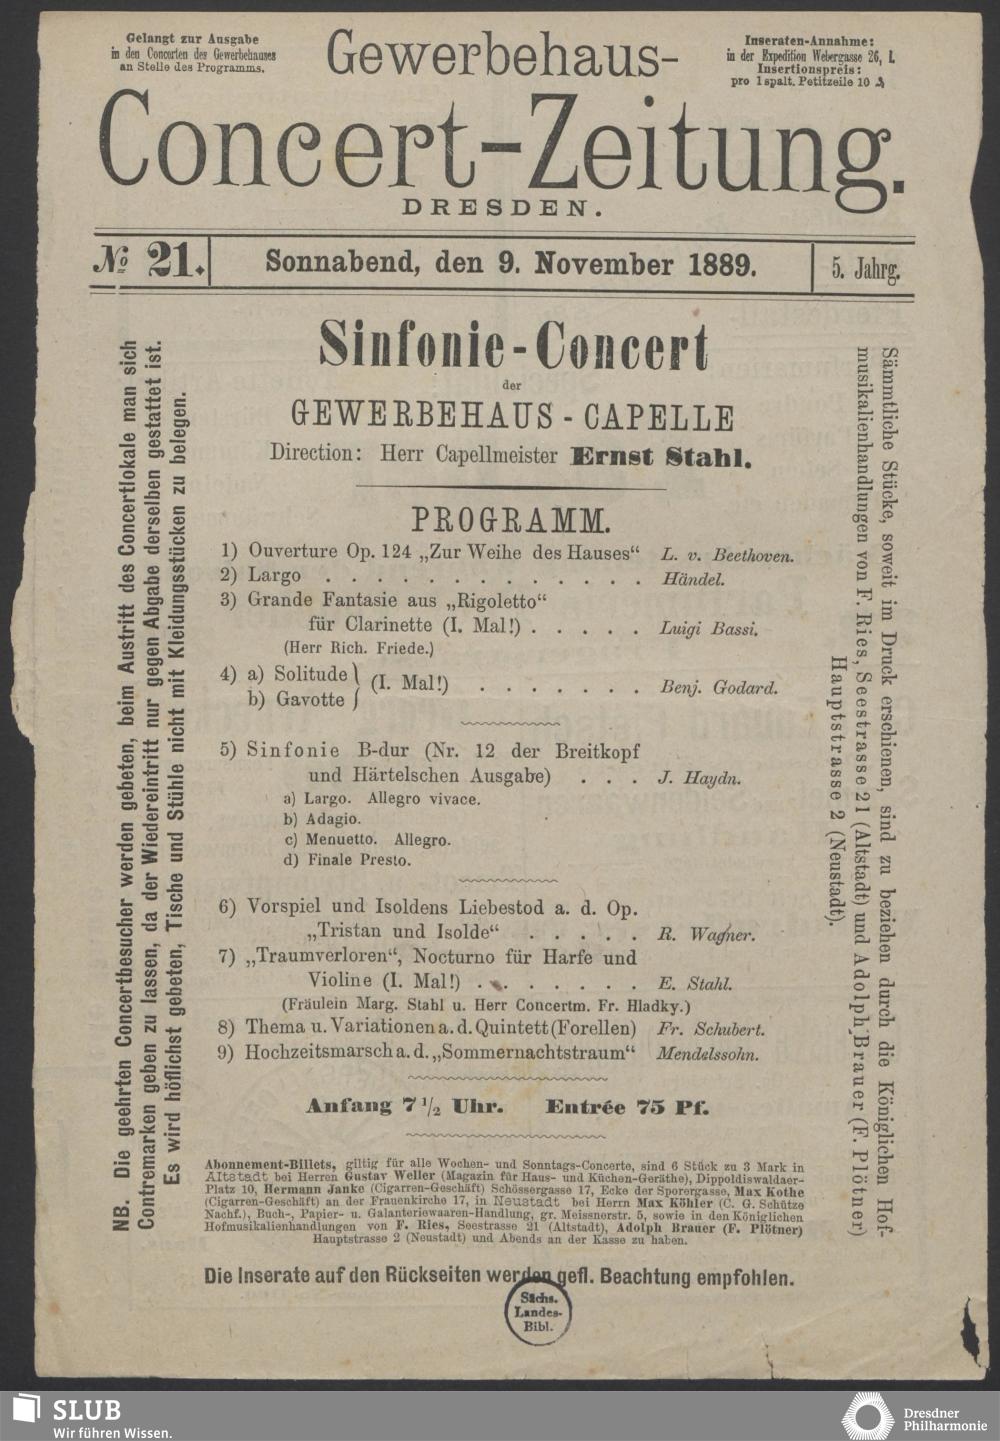 Gelangt zur Ausgabe
in den Concerten des Gewerbehauses
an Stelle des Programms.
Gewerbehaus-
Inseraten-Annahme:
in der Expedition Webergasse 26, I.
Insertionspreis:
pro 1 spalt. Petitzeile 10 ₰
Concert-Zeitung.
DRESDEN.
№ 21.
Sonnabend, den 9. November 1889.
5. Jahrg.
NB. Die geehrten Concertbesucher werden gebeten, beim Austritt des Concertlokale man sich
Contremarken geben zu lassen, da der Wiedereintritt nur gegen Abgabe derselben gestattet ist.
Es wird höflichst gebeten, Tische und Stühle nicht mit Kleidungsstücken zu belegen.
Sinfonie-Concert
der
GEWERBEHAUS-CAPELLE
Direction: Herr Capellmeister Ernst Stahl.
PROGRAMM.
1) Ouverture Op. 124 „Zur Weihe des Hauses“ L. v. Beethoven.
2) Largo . . . . . . . . . . . . . Händel.
3) Grande Fantasie aus „Rigoletto“
für Clarinette (I. Mal!) . . . . . Luigi Bassi.
(Herr Rich. Friede.)
4) a) Solitude
b) Gavotte } (I. Mal!) . . . . . . . Benj. Godard.
5) Sinfonie B-dur (Nr. 12 der Breitkopf
und Härtelschen Ausgabe) . . . J. Haydn.
a) Largo. Allegro vivace.
b) Adagio.
c) Menuetto. Allegro.
d) Finale Presto.
6) Vorspiel und Isoldens Liebestod a. d. Op.
„Tristan und Isolde“ . . . . . R. Wagner.
7) „Traumverloren“, Nocturno für Harfe und
Violine (I. Mal!) . . . . . . . E. Stahl.
(Fräulein Marg. Stahl u. Herr Concertm. Fr. Hladky.)
8) Thema u. Variationen a. d. Quintett (Forellen) Fr. Schubert.
9) Hochzeitsmarsch a. d. „Sommernachtstraum“ Mendelssohn.
Anfang 7 1/2 Uhr. Entrée 75 Pf.
Sämmtliche Stücke, soweit im Druck erschienen, sind zu beziehen durch die Königlichen Hof-
musikalienhandlungen von F. Ries, Seestrasse 21 (Altstadt) und Adolph Brauer (F. Plötner)
Hauptstrasse 2 (Neustadt).
Abonnement-Billets, giltig für alle Wochen- und Sonntags-Concerte, sind 6 Stück zu 3 Mark in
Altstadt bei Herren Gustav Weller (Magazin für Haus- und Küchen-Geräthe), Dippoldiswaldaer-
Platz 10, Hermann Janke (Cigarren-Geschäft) Schössergasse 17, Ecke der Sporergasse, Max Kothe
(Cigarren-Geschäft) an der Frauenkirche 17, in Neustadt bei Herrn Max Köhler (C. G. Schütze
Nachf.), Buch-, Papier- u. Galanteriewaaren-Handlung, gr. Meissnerstr. 5, sowie in den Königlichen
Hofmusikalienhandlungen von F. Ries, Seestrasse 21 (Altstadt), Adolph Brauer (F. Plötner)
Hauptstrasse 2 (Neustadt) und Abends an der Kasse zu haben.
Die Inserate auf den Rückseiten werden gefl. Beachtung empfohlen.
Sächs.
Landes-
Bibl.
SLUB
Wir führen Wissen.
Dresdner
Philharmonie